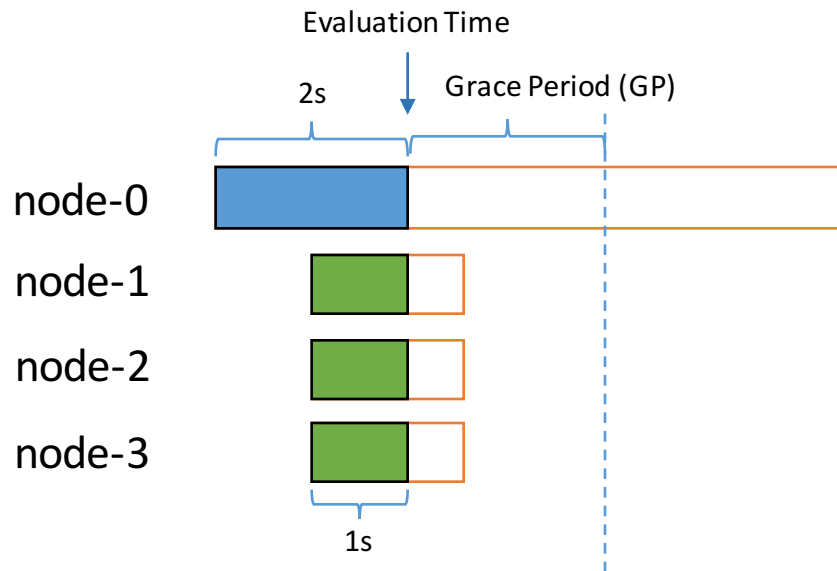 Evaluation Time
Grace Period (GP)
2s
node-0
node-1
node-2
node-3
1s